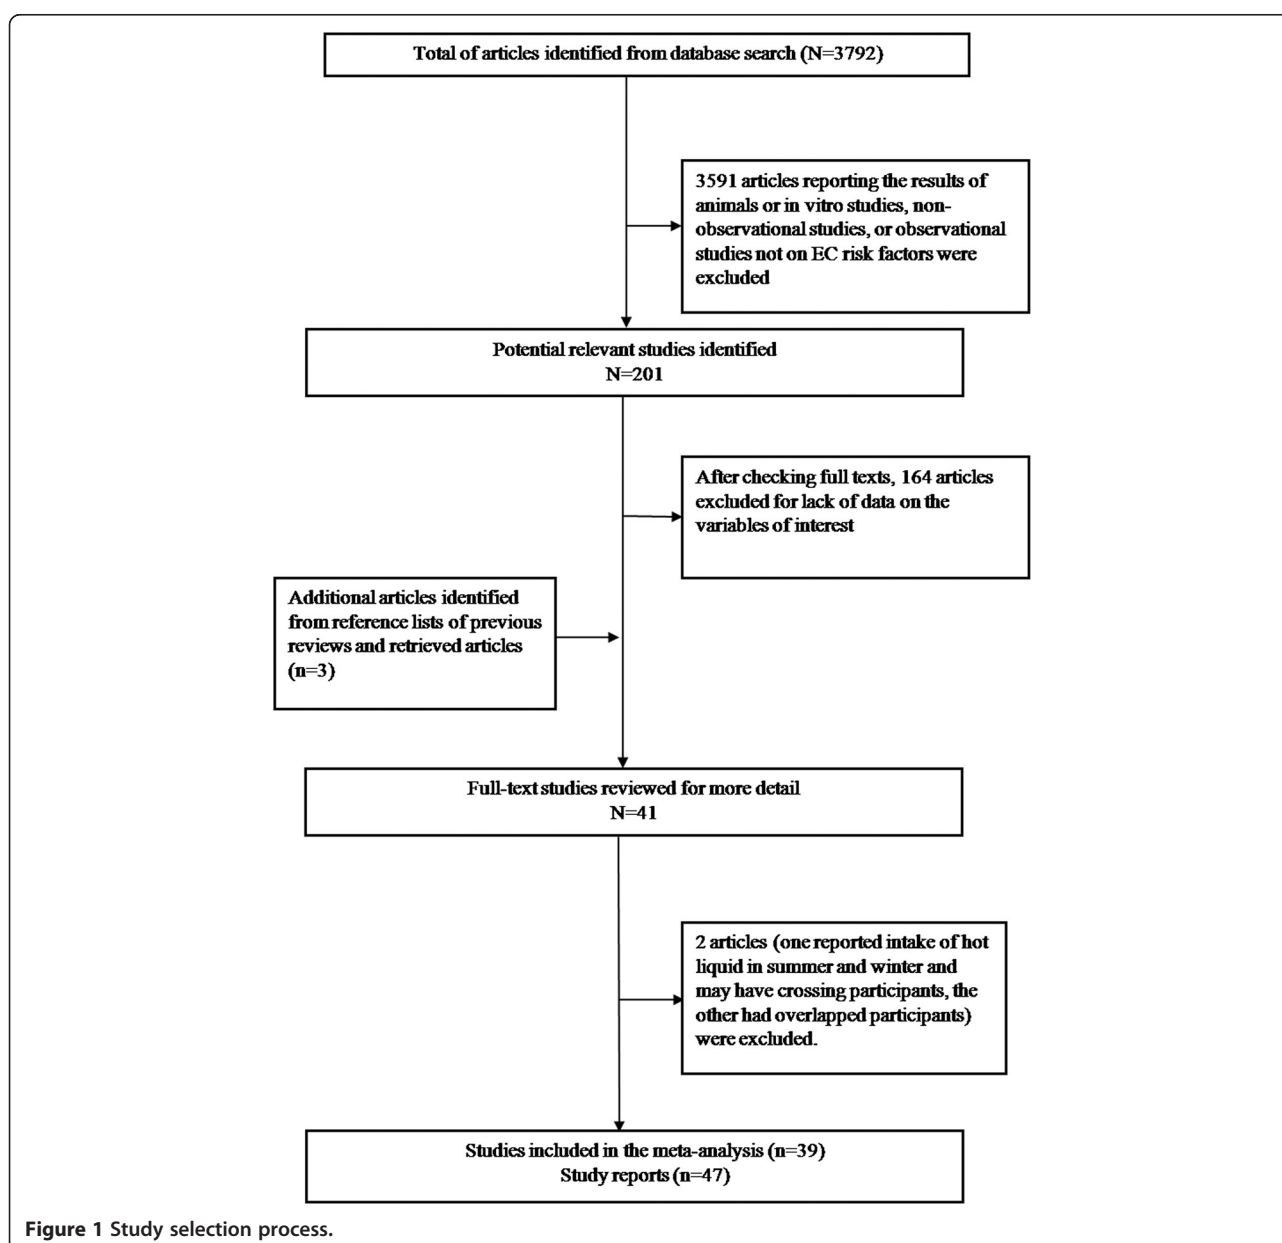 Total of articles identified from database search (N=3792)
3591 articles reporting the results of
animals or in vitro studies, non-
observational studies, or observational
studies not on EC risk factors were
excluded
Potential relevant studies identified
N=201
After checking full texts, 164 articles
excluded for lack of data on the
variables of interest
Additional articles identified
from reference lists of previous
reviews and retrieved articles
(n=3)
Full-text studies reviewed for more detail
N=41
2 articles (one reported intake of hot
liquid in summer and winter and
may have crossing participants, the
other had overlapped participants)
were excluded.
Studies included in the meta-analysis (n=39)
Study reports (n=47)
Figure 1 Study selection process.